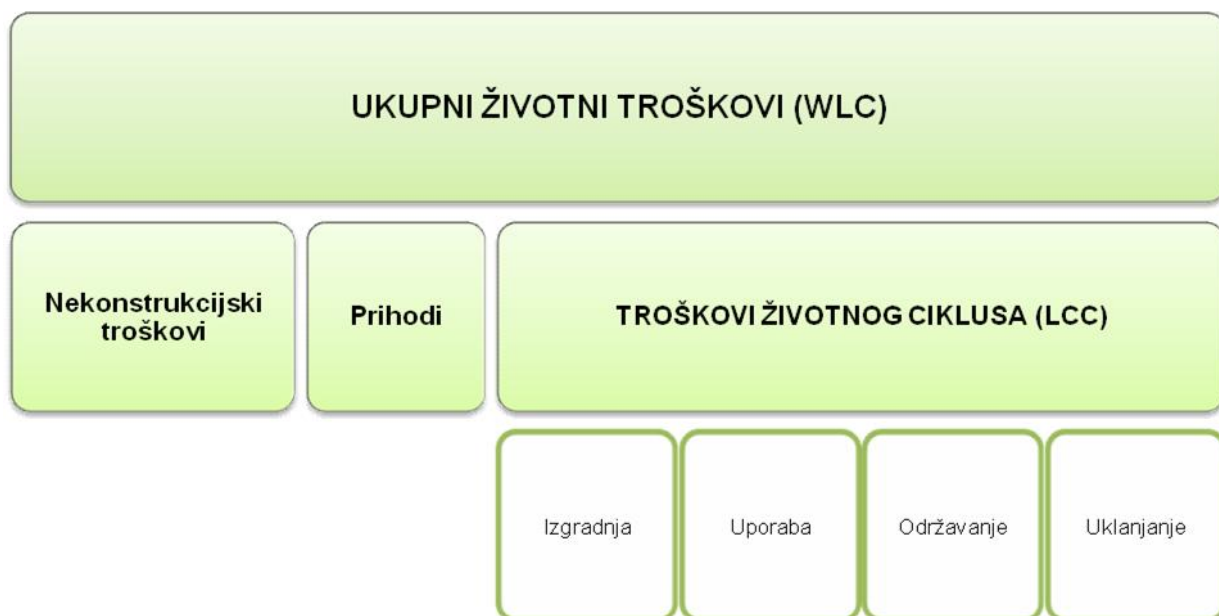 UKUPNI ŽIVOTNI TROŠKOVI (WLC)
Nekonstrukcijski
troškovi
Prihodi
TROŠKOVI ŽIVOTNOG CIKLUSA (LCC)
Izgradnja
Uporaba
Održavanje
Uklanjanje